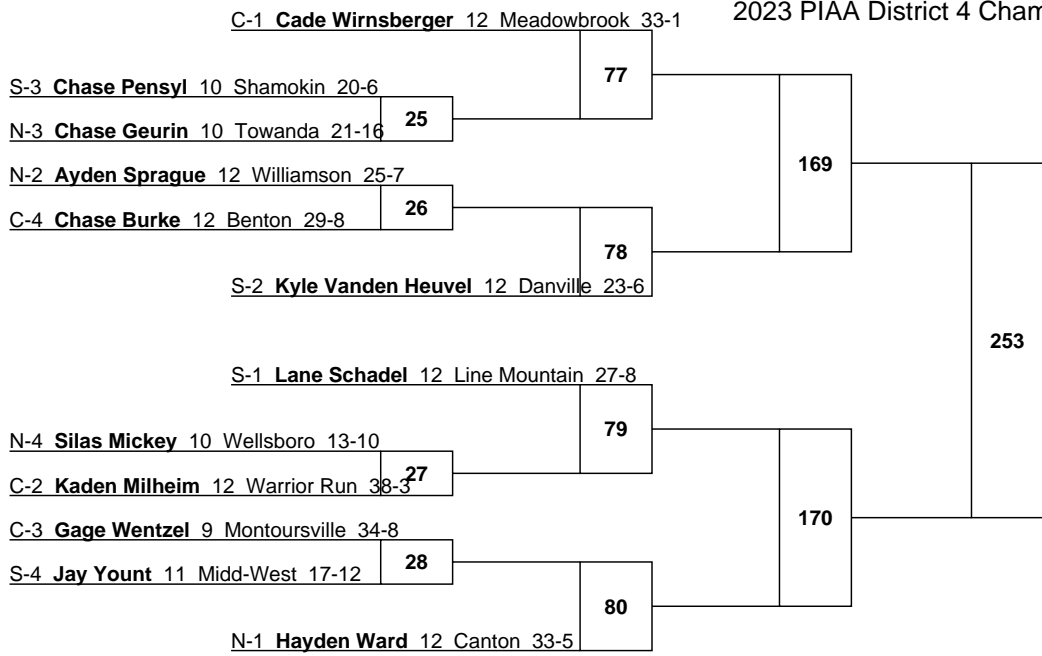 2023 PIAA District 4 Cham
C-1 Cade Wirnsberger 12 Meadowbrook 33-1
77
S-3 Chase Pensyl 10 Shamokin 20-6
25
N-3 Chase Geurin 10 Towanda 21-16
169
N-2 Ayden Sprague 12 Williamson 25-7
26
C-4 Chase Burke 12 Benton 29-8
78
S-2 Kyle Vanden Heuvel 12 Danville 23-6
253
S-1 Lane Schadel 12 Line Mountain 27-8
79
N-4 Silas Mickey 10 Wellsboro 13-10
27
C-2 Kaden Milheim 12 Warrior Run 38-3
170
C-3 Gage Wentzel 9 Montoursville 34-8
28
S-4 Jay Yount 11 Midd-West 17-12
80
N-1 Hayden Ward 12 Canton 33-5